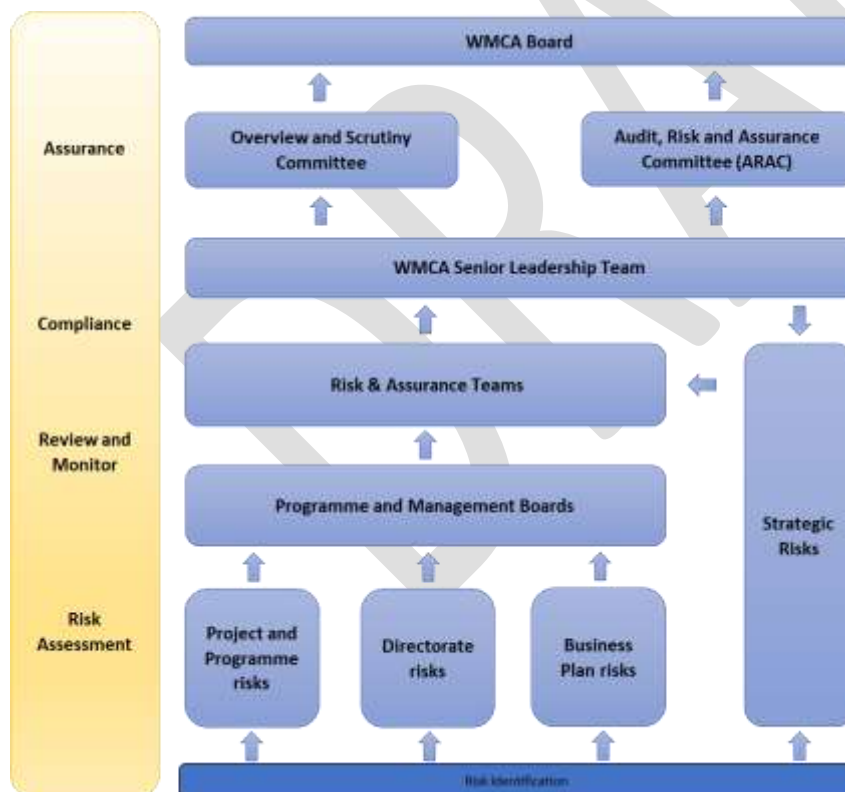 WMCA Board
Assurance
Overview and Scrutiny
Committee
Audit, Risk and Assurance
Committee (ARAC)
WMCA Senior Leadership Team
Compliance
Risk & Assurance Teams
Review and
Monitor
Programme and Management Boards
Strategic
Risks
Risk
Assessment
Project and
Programme
risks
Directorate
risks
Business
Plan risks
Risk Identification